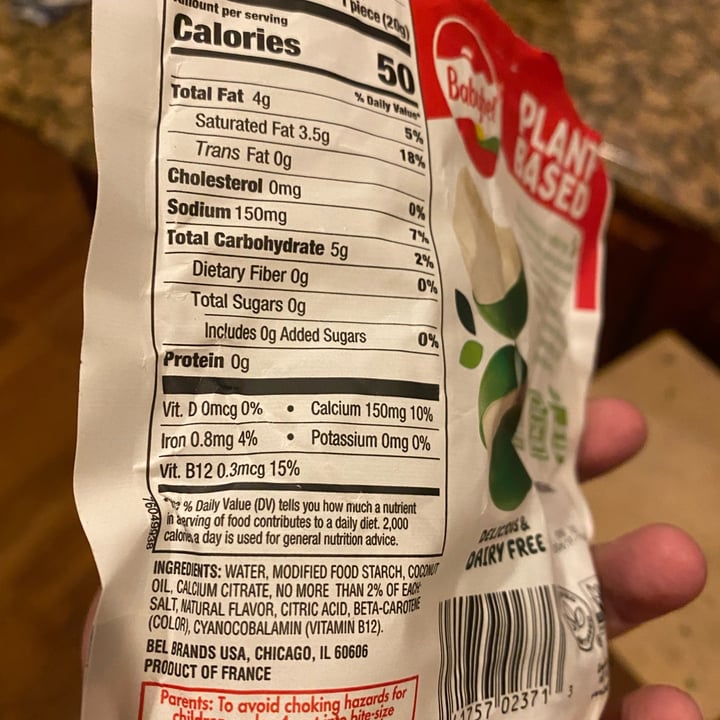 Amount per serving
1 piece (20g)
Calories 50
% Daily Value*
Total Fat 4g 5%
Saturated Fat 3.5g 18%
Trans Fat 0g
Cholesterol 0mg 0%
Sodium 150mg 7%
Total Carbohydrate 5g 2%
Dietary Fiber 0g 0%
Total Sugars 0g
Includes 0g Added Sugars 0%
Protein 0g
Vit. D 0mcg 0% • Calcium 150mg 10%
Iron 0.8mg 4% • Potassium 0mg 0%
Vit. B12 0.3mcg 15%
% Daily Value (DV) tells you how much a nutrient
in serving of food contributes to a daily diet. 2,000
calories a day is used for general nutrition advice.
INGREDIENTS: WATER, MODIFIED FOOD STARCH, COCONUT
OIL, CALCIUM CITRATE, NO MORE THAN 2% OF EACH:
SALT, NATURAL FLAVOR, CITRIC ACID, BETA-CAROTENE
(COLOR), CYANOCOBALAMIN (VITAMIN B12).
BEL BRANDS USA, CHICAGO, IL 60606
PRODUCT OF FRANCE
Parents: To avoid choking hazards for
bite-size
Babybel
PLANT
BASED
DELICIOUS &
DAIRY FREE
41757 02371 3